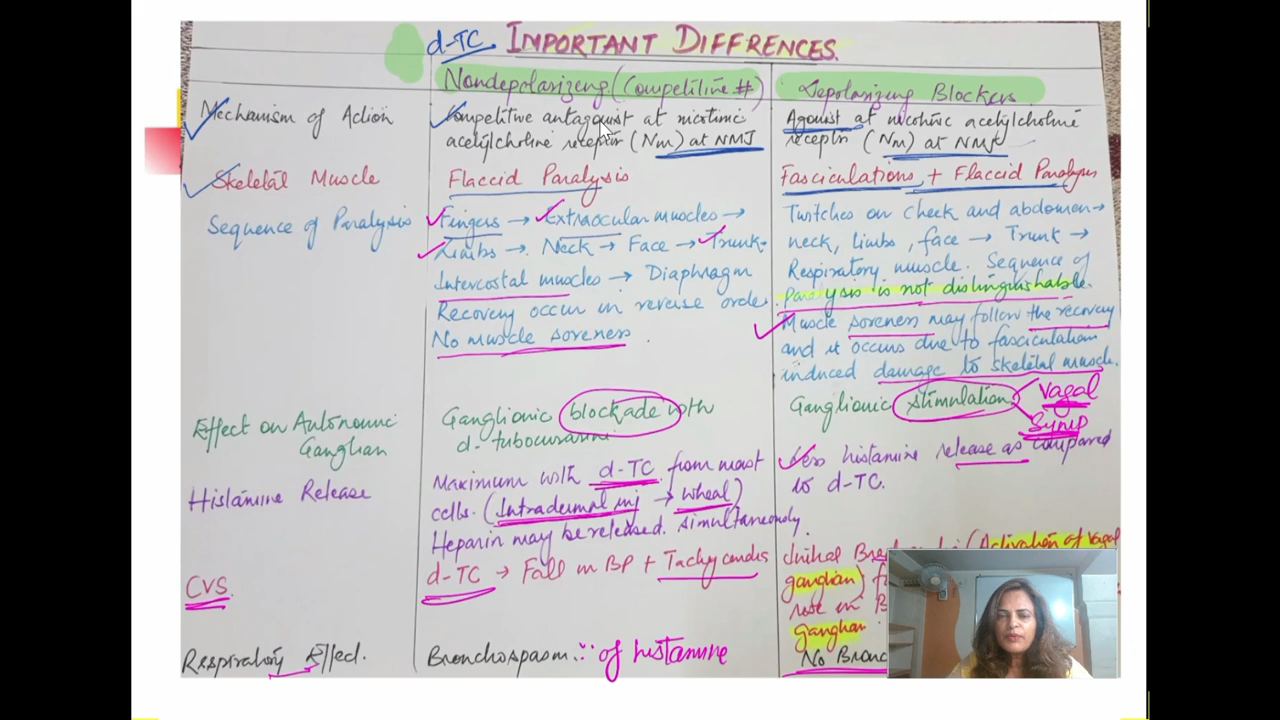 d-TC. IMPORTANT DIFFRENCES.
Nondepolarizing (Competitive #)
Depolarizing Blockers
Mechanism of Action
Competitive antagonist at nicotinic
acetylcholine receptor (Nm) at NMJ
Agonist at nicotinic acetylcholine
receptor (Nm) at NMJ
Skeletal Muscle
Flaccid Paralysis
Fasciculations, + Flaccid Paralysis
Sequence of Paralysis
Fingers → Extraocular muscles →
Limbs → Neck → Face → Trunk-
Intercostal muscles → Diaphragm
Recovery occur in reverse order.
No muscle soreness.
Twitches on cheek and abdomen→
neck, limbs, face → Trunk →
Respiratory muscle. Sequence of
Paralysis is not distinguishable.
Muscle soreness may follow the recovery
and it occurs due to fasciculation
induced damage to skeletal muscle.
Effect on Autonomic
Ganglian
Ganglionic blockade with
d-tubocurarine
Ganglionic stimulation
Vagal
Symp
Histamine Release
Maximum with d-TC from mast
cells. (Intradermal inj → wheal)
Heparin may be released. simultaneously.
Less histamine release as compared
to d-TC.
CVS.
d-TC → Fall in BP + Tachycardia
Initial (Activation of Vagal
ganglian)
rise in B
ganglian
Respiratory Effect.
Bronchospasm ∵ of histamine
No Bronc